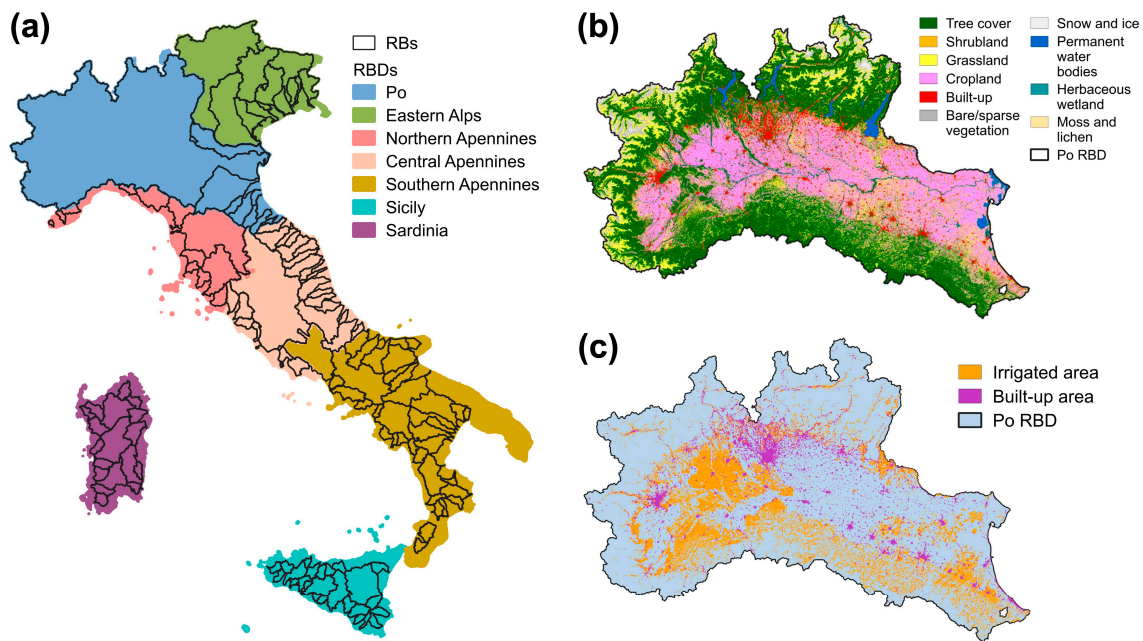 (a)
RBs
RBDs
Po
Eastern Alps
Northern Apennines
Central Apennines
Southern Apennines
Sicily
Sardinia
(b)
Tree cover
Shrubland
Grassland
Cropland
Built-up
Bare/sparse
vegetation
Snow and ice
Permanent
water
bodies
Herbaceous
wetland
Moss and
lichen
Po RBD
(c)
Irrigated area
Built-up area
Po RBD